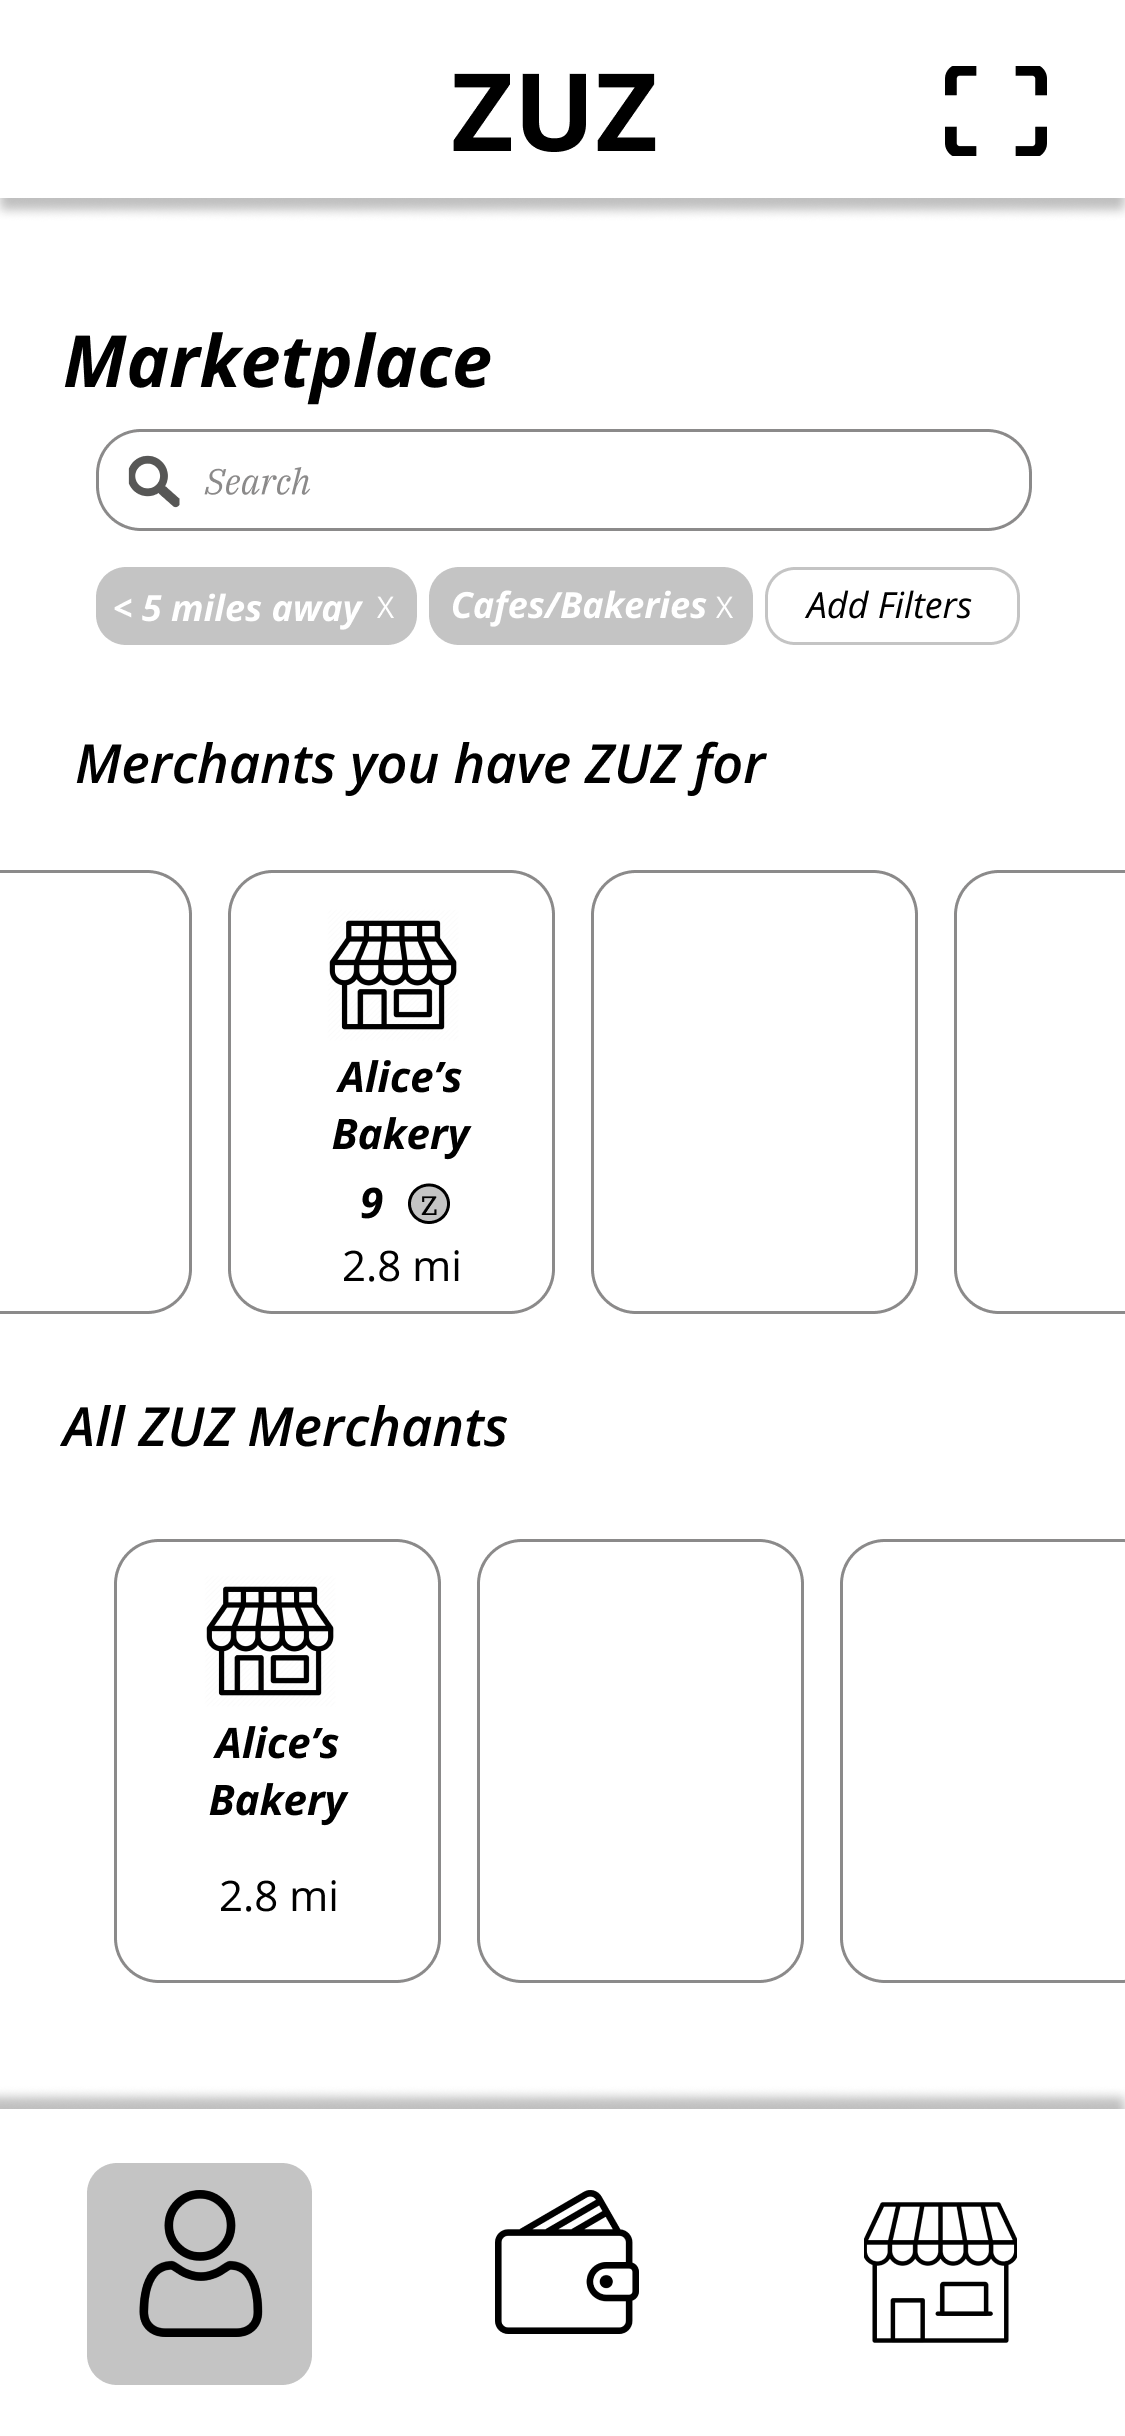 ZUZ
Marketplace
Search
< 5 miles away X
Cafes/Bakeries X
Add Filters
Merchants you have ZUZ for
Alice’s
Bakery
9 Z
2.8 mi
All ZUZ Merchants
Alice’s
Bakery
2.8 mi